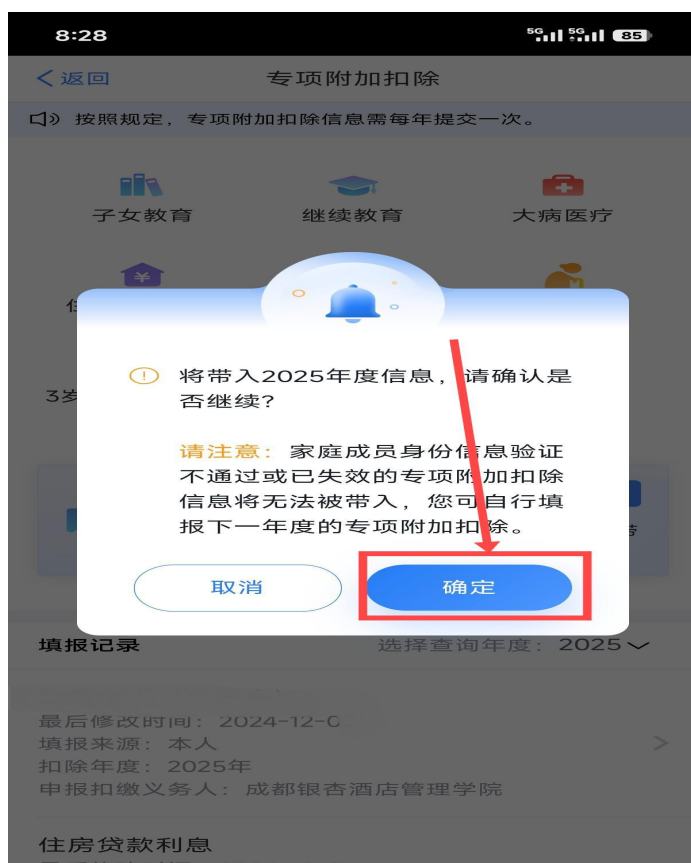 8:28
5G 5G 85
返回 专项附加扣除
按照规定，专项附加扣除信息需每年提交一次。
子女教育 继续教育 大病医疗
将带入2025年度信息，请确认是
否继续？
3岁
请注意：家庭成员身份信息验证
不通过或已失效的专项附加扣除
信息将无法被带入，您可自行填
报下一年度的专项附加扣除。
取消 确定
填报记录 选择查询年度：2025
最后修改时间：2024-12-0
填报来源：本人
扣除年度：2025年
申报扣缴义务人：成都银杏酒店管理学院
住房贷款利息